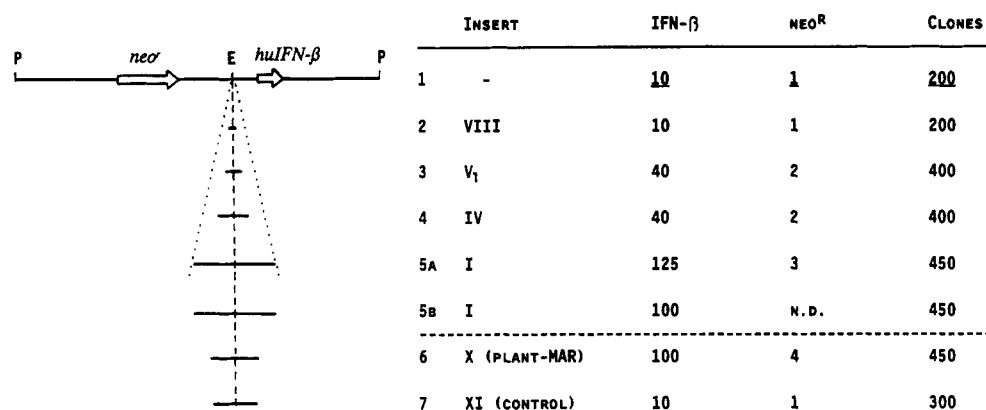 P neoʳ E huIFN-β P
INSERT IFN-β NEOᴿ CLONES
1 - 10 1 200
2 VIII 10 1 200
3 V₁ 40 2 400
4 IV 40 2 400
5A I 125 3 450
5B I 100 N.D. 450
6 X (PLANT-MAR) 100 4 450
7 XI (CONTROL) 10 1 300